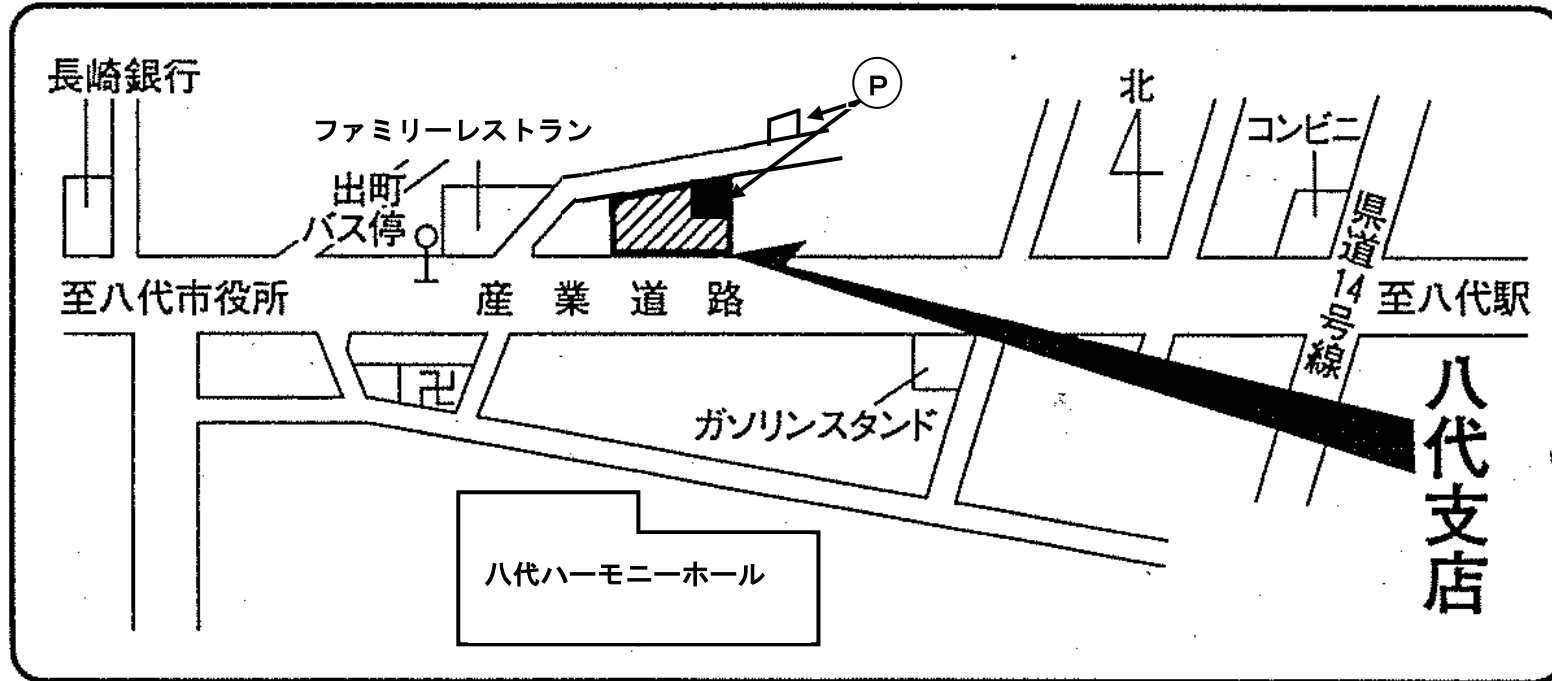 長崎銀行
P
北
ファミリーレストラン
コンビニ
出町
バス停
県道14号線
至八代市役所
産業道路
至八代駅
卍
ガソリンスタンド
八代支店
八代ハーモニーホール